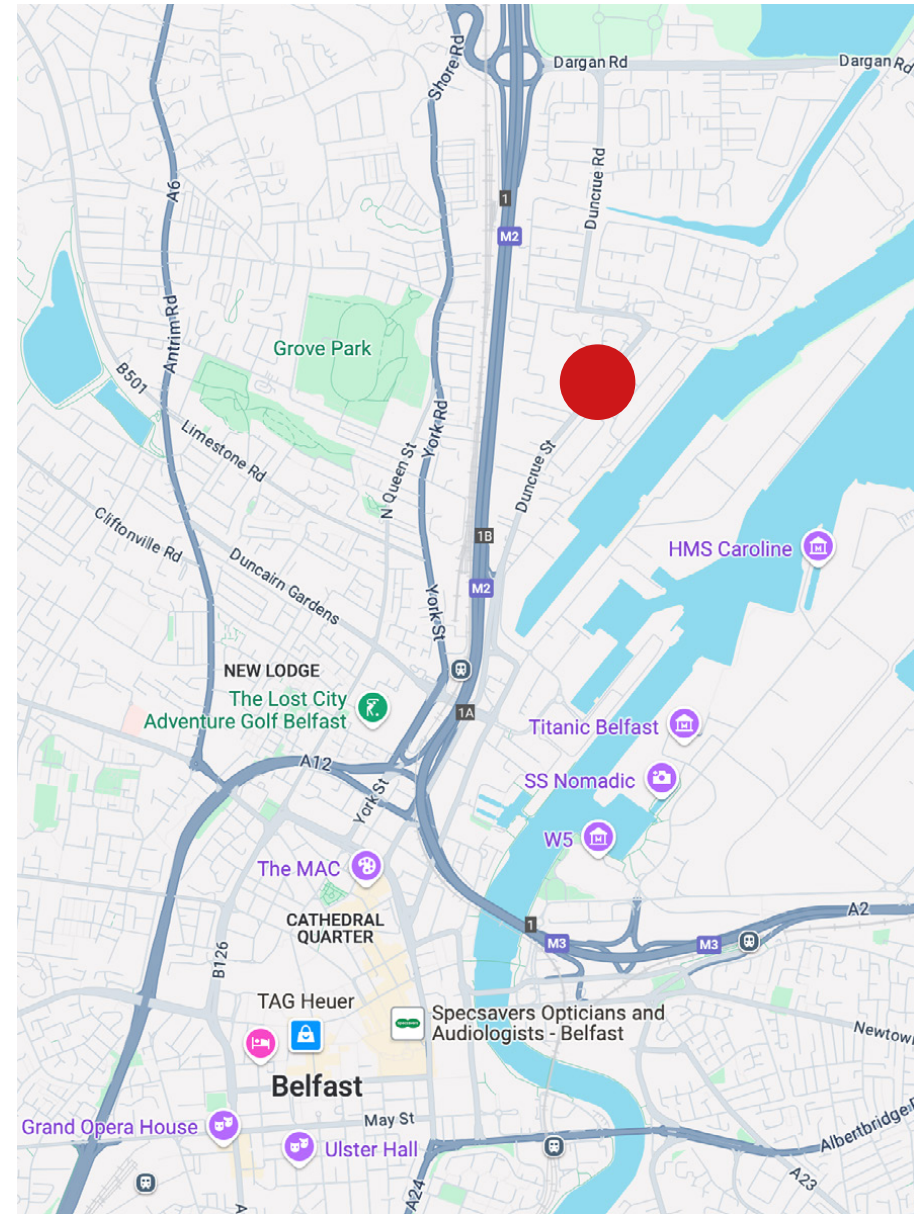 Shore Rd
Dargan Rd
Dargan Rd
A6
Duncrue Rd
1
M2
Antrim Rd
Grove Park
B501
Limestone Rd
York Rd
N Queen St
Duncrue St
Cliftonville Rd
1B
HMS Caroline
Duncairn Gardens
M2
York St
NEW LODGE
The Lost City
Adventure Golf Belfast
1A
Titanic Belfast
A12
SS Nomadic
York St
W5
The MAC
CATHEDRAL
QUARTER
1
A2
M3
M3
B126
TAG Heuer
Specsavers Opticians and
Audiologists - Belfast
specsavers
Newtow
Belfast
May St
Grand Opera House
Ulster Hall
Albertbridge
A23
A24